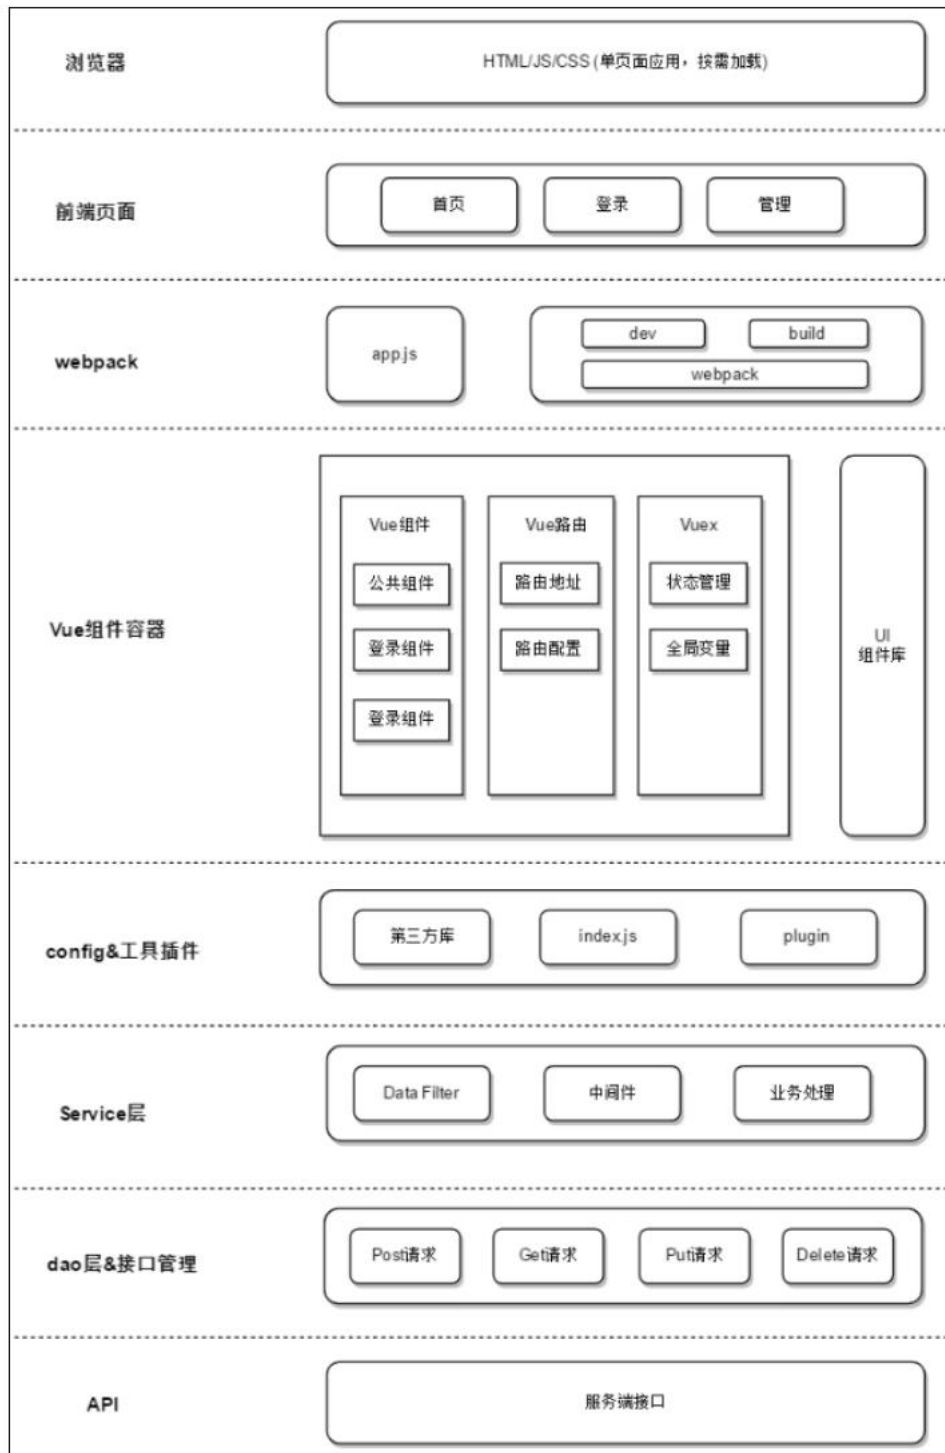 浏览器
HTML/JS/CSS (单页面应用，按需加载)
前端页面
首页
登录
管理
webpack
app.js
dev
build
webpack
Vue组件容器
Vue组件
公共组件
登录组件
登录组件
Vue路由
路由地址
路由配置
Vuex
状态管理
全局变量
UI
组件库
config&工具插件
第三方库
index.js
plugin
Service层
Data Filter
中间件
业务处理
dao层&接口管理
Post请求
Get请求
Put请求
Delete请求
API
服务端接口